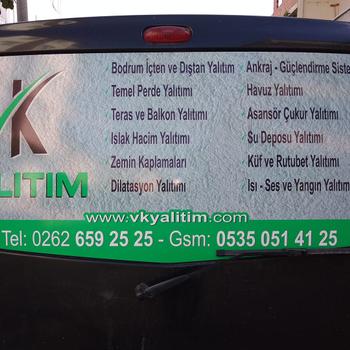 K
ALITIM
Bodrum İçten ve Dıştan Yalıtım
Temel Perde Yalıtımı
Teras ve Balkon Yalıtımı
Islak Hacim Yalıtımı
Zemin Kaplamaları
Dilatasyon Yalıtımı
Ankraj - Güçlendirme Siste
Havuz Yalıtımı
Asansör Çukur Yalıtımı
Su Deposu Yalıtımı
Küf ve Rutubet Yalıtımı
Isı - Ses ve Yangın Yalıtımı
www.vkyalitim.com
Tel: 0262 659 25 25 - Gsm: 0535 051 41 25